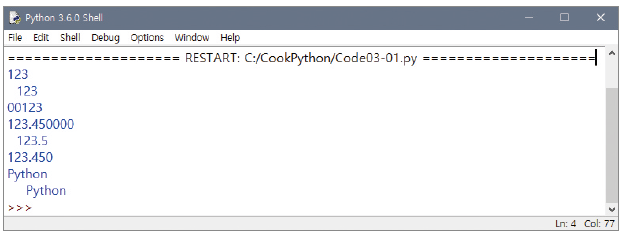 Python 3.6.0 Shell
File Edit Shell Debug Options Window Help
==================== RESTART: C:/CookPython/Code03-01.py ====================
123
  123
00123
123.450000
  123.5
123.450
Python
    Python
>>>
Ln: 4 Col: 77